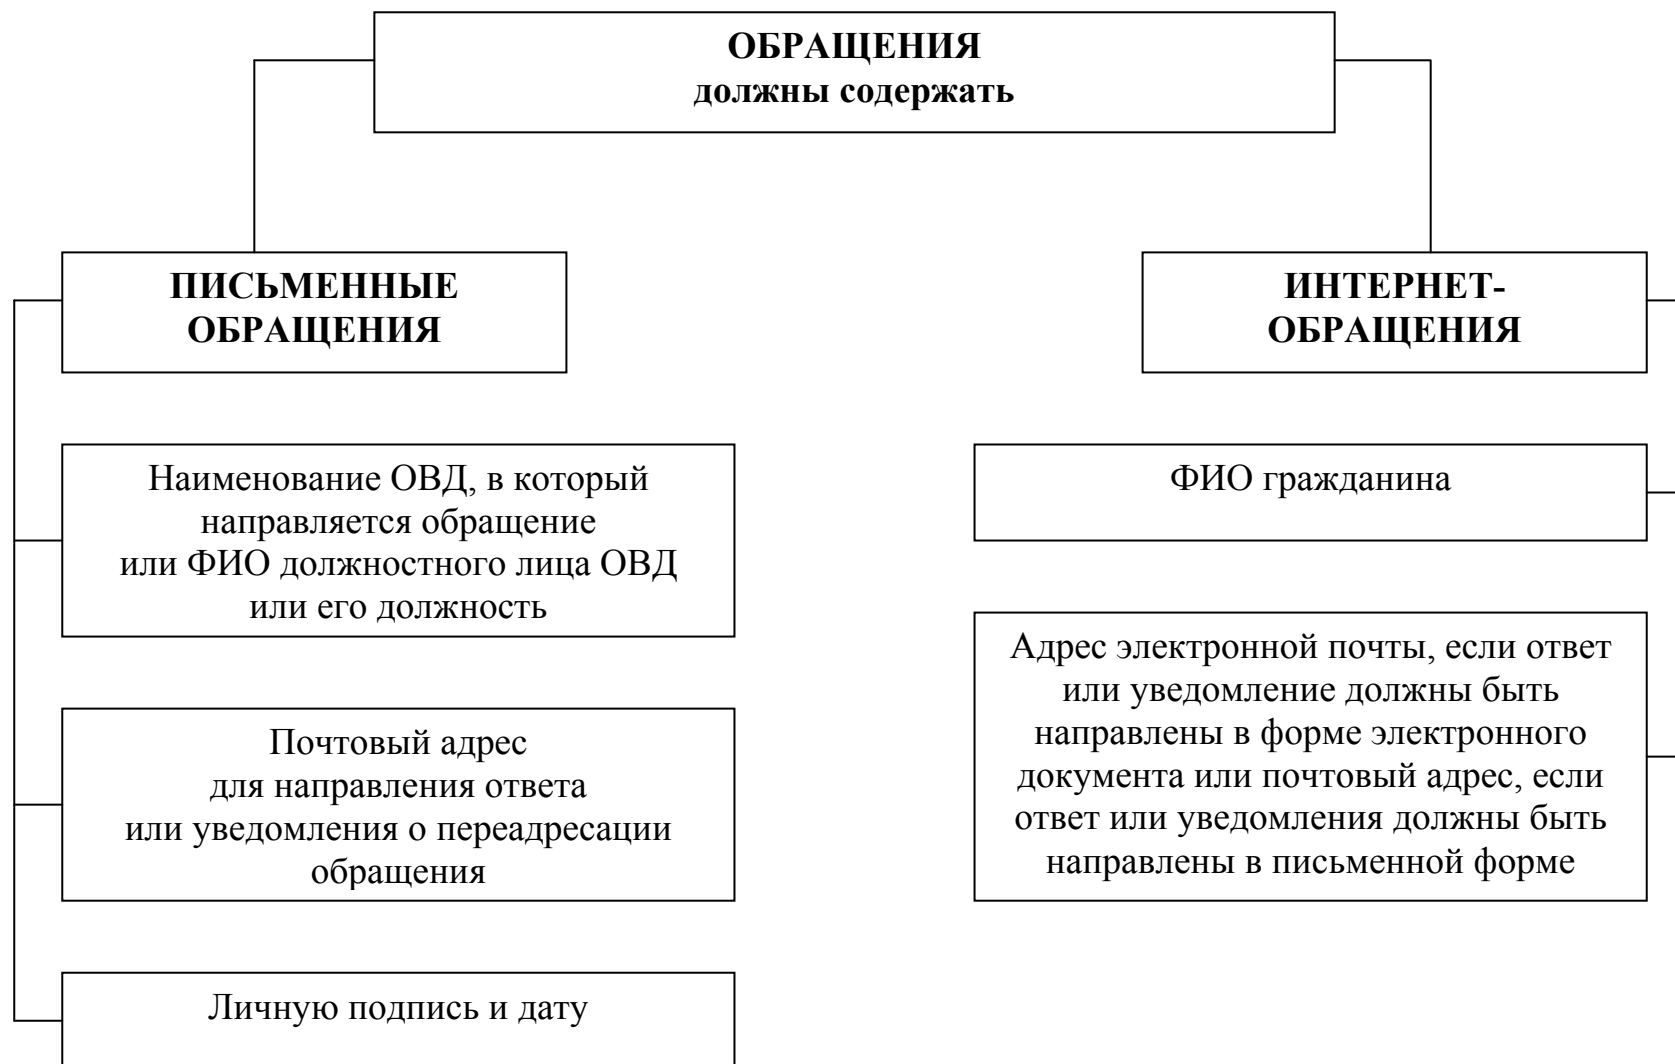 ОБРАЩЕНИЯ
должны содержать
ПИСЬМЕННЫЕ
ОБРАЩЕНИЯ
Наименование ОВД, в который
направляется обращение
или ФИО должностного лица ОВД
или его должность
Почтовый адрес
для направления ответа
или уведомления о переадресации
обращения
Личную подпись и дату
ИНТЕРНЕТ-
ОБРАЩЕНИЯ
ФИО гражданина
Адрес электронной почты, если ответ
или уведомление должны быть
направлены в форме электронного
документа или почтовый адрес, если
ответ или уведомления должны быть
направлены в письменной форме